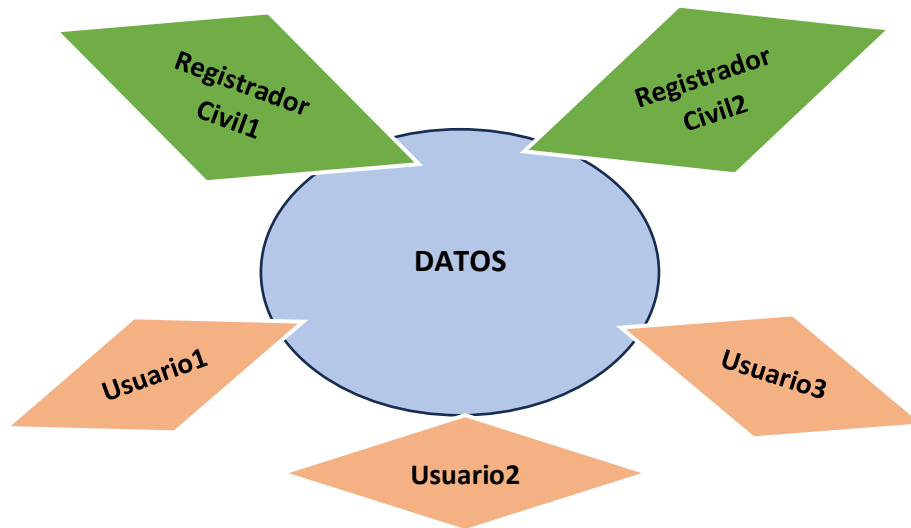 Registrador
Civil1
Registrador
Civil2
DATOS
Usuario1
Usuario3
Usuario2